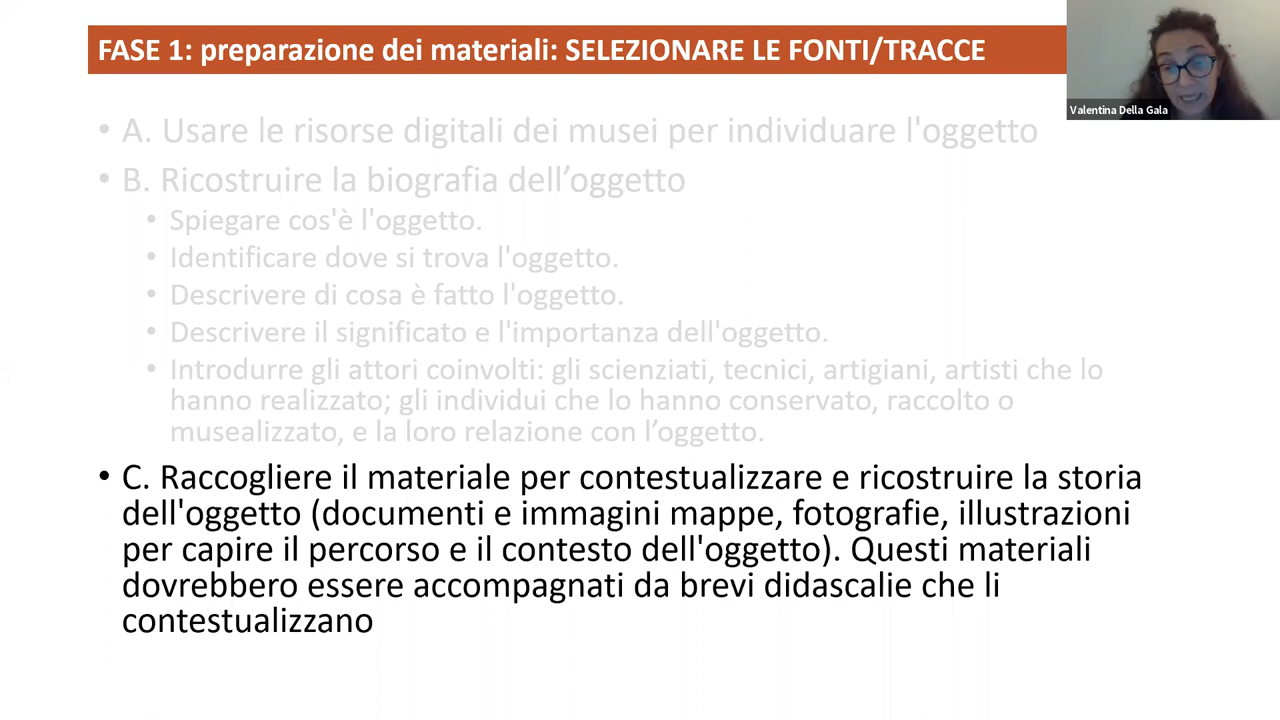 FASE 1: preparazione dei materiali: SELEZIONARE LE FONTI/TRACCE
Valentina Della Gala
• A. Usare le risorse digitali dei musei per individuare l'oggetto
• B. Ricostruire la biografia dell’oggetto
• Spiegare cos'è l'oggetto.
• Identificare dove si trova l'oggetto.
• Descrivere di cosa è fatto l'oggetto.
• Descrivere il significato e l'importanza dell'oggetto.
• Introdurre gli attori coinvolti: gli scienziati, tecnici, artigiani, artisti che lo
hanno realizzato; gli individui che lo hanno conservato, raccolto o
musealizzato, e la loro relazione con l’oggetto.
• C. Raccogliere il materiale per contestualizzare e ricostruire la storia
dell'oggetto (documenti e immagini mappe, fotografie, illustrazioni
per capire il percorso e il contesto dell'oggetto). Questi materiali
dovrebbero essere accompagnati da brevi didascalie che li
contestualizzano